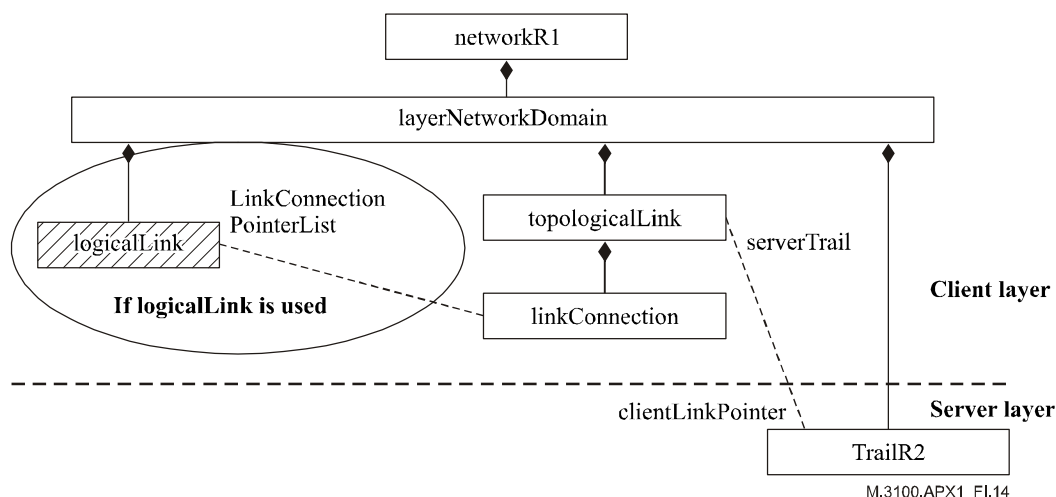 networkR1
layerNetworkDomain
LinkConnection
PointerList
logicalLink
topologicalLink
serverTrail
If logicalLink is used
linkConnection
Client layer
clientLinkPointer
Server layer
TrailR2
M.3100.APX1_FI.14